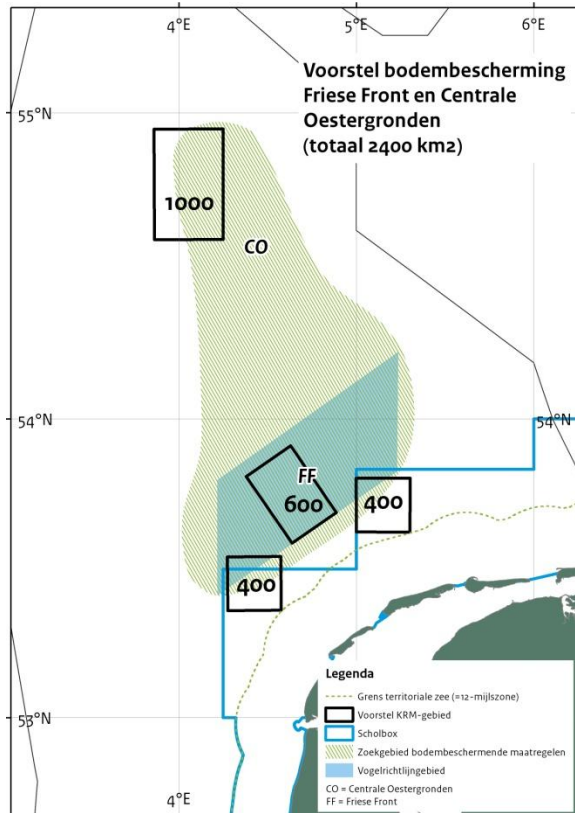 4°E
5°E
6°E
Voorstel bodembescherming
Friese Front en Centrale
Oestergronden
(totaal 2400 km2)
55°N
1000
CO
54°N
54°N
FF
600
400
400
53°N
4°E
Legenda
Grens territoriale zee (=12-mijlszone)
Voorstel KRM-gebied
Scholbox
Zoekgebied bodembeschermende maatregelen
Vogelrichtlijngebied
CO = Centrale Oestergronden
FF = Friese Front